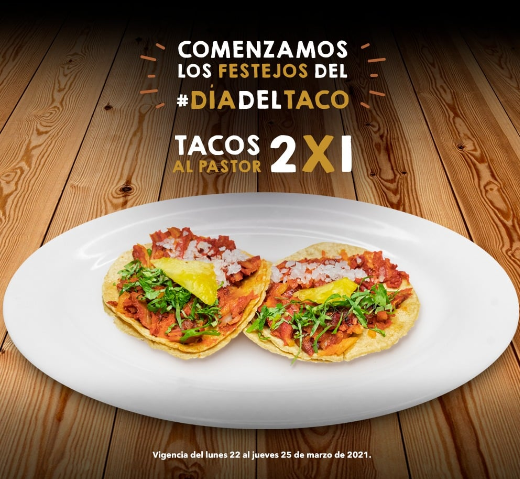 COMENZAMOS
LOS FESTEJOS DEL
#DÍADELTACO
TACOS
AL PASTOR
2X1
Vigencia del lunes 22 al jueves 25 de marzo de 2021.